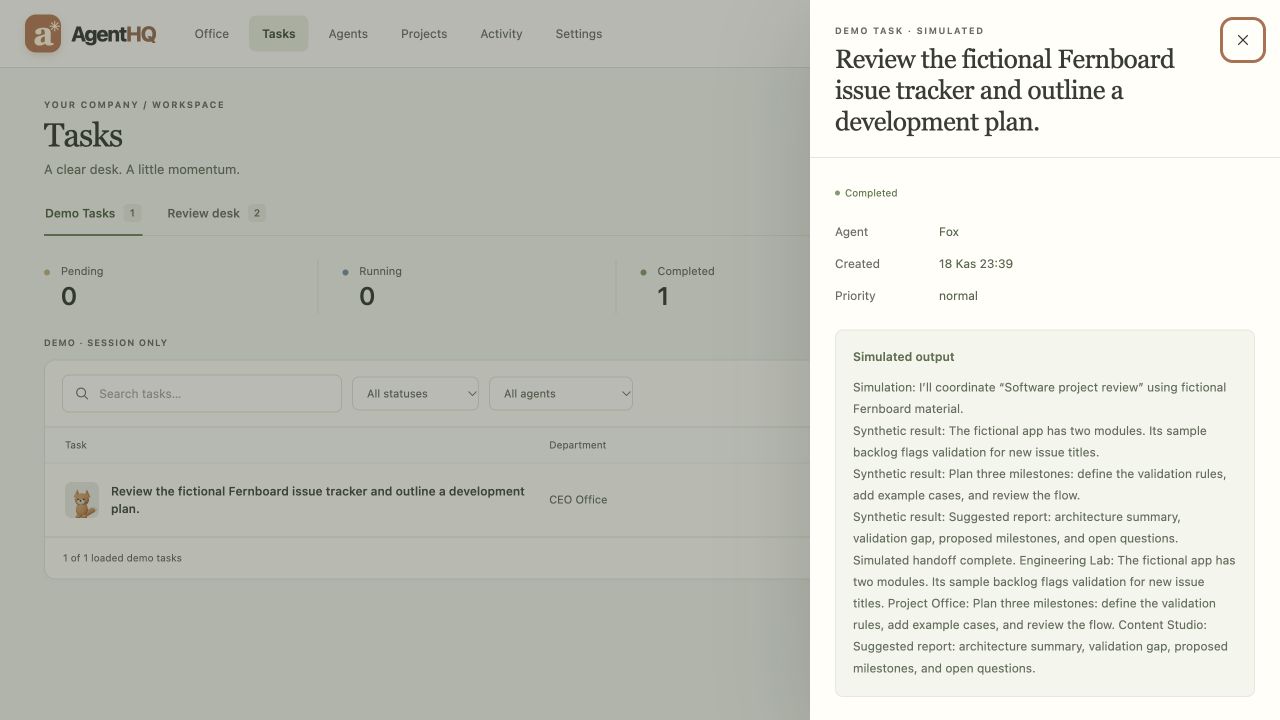 a
AgentHQ
Office
Tasks
Agents
Projects
Activity
Settings
YOUR COMPANY / WORKSPACE
Tasks
A clear desk. A little momentum.
Demo Tasks 1
Review desk 2
Pending
0
Running
0
Completed
1
DEMO · SESSION ONLY
Search tasks...
All statuses
All agents
Task
Department
Review the fictional Fernboard issue tracker and outline a development
plan.
CEO Office
1 of 1 loaded demo tasks
DEMO TASK · SIMULATED
Review the fictional Fernboard
issue tracker and outline a
development plan.
Completed
Agent Fox
Created 18 Kas 23:39
Priority normal
Simulated output
Simulation: I’ll coordinate “Software project review” using fictional
Fernboard material.
Synthetic result: The fictional app has two modules. Its sample
backlog flags validation for new issue titles.
Synthetic result: Plan three milestones: define the validation rules,
add example cases, and review the flow.
Synthetic result: Suggested report: architecture summary,
validation gap, proposed milestones, and open questions.
Simulated handoff complete. Engineering Lab: The fictional app has
two modules. Its sample backlog flags validation for new issue
titles. Project Office: Plan three milestones: define the validation
rules, add example cases, and review the flow. Content Studio:
Suggested report: architecture summary, validation gap, proposed
milestones, and open questions.